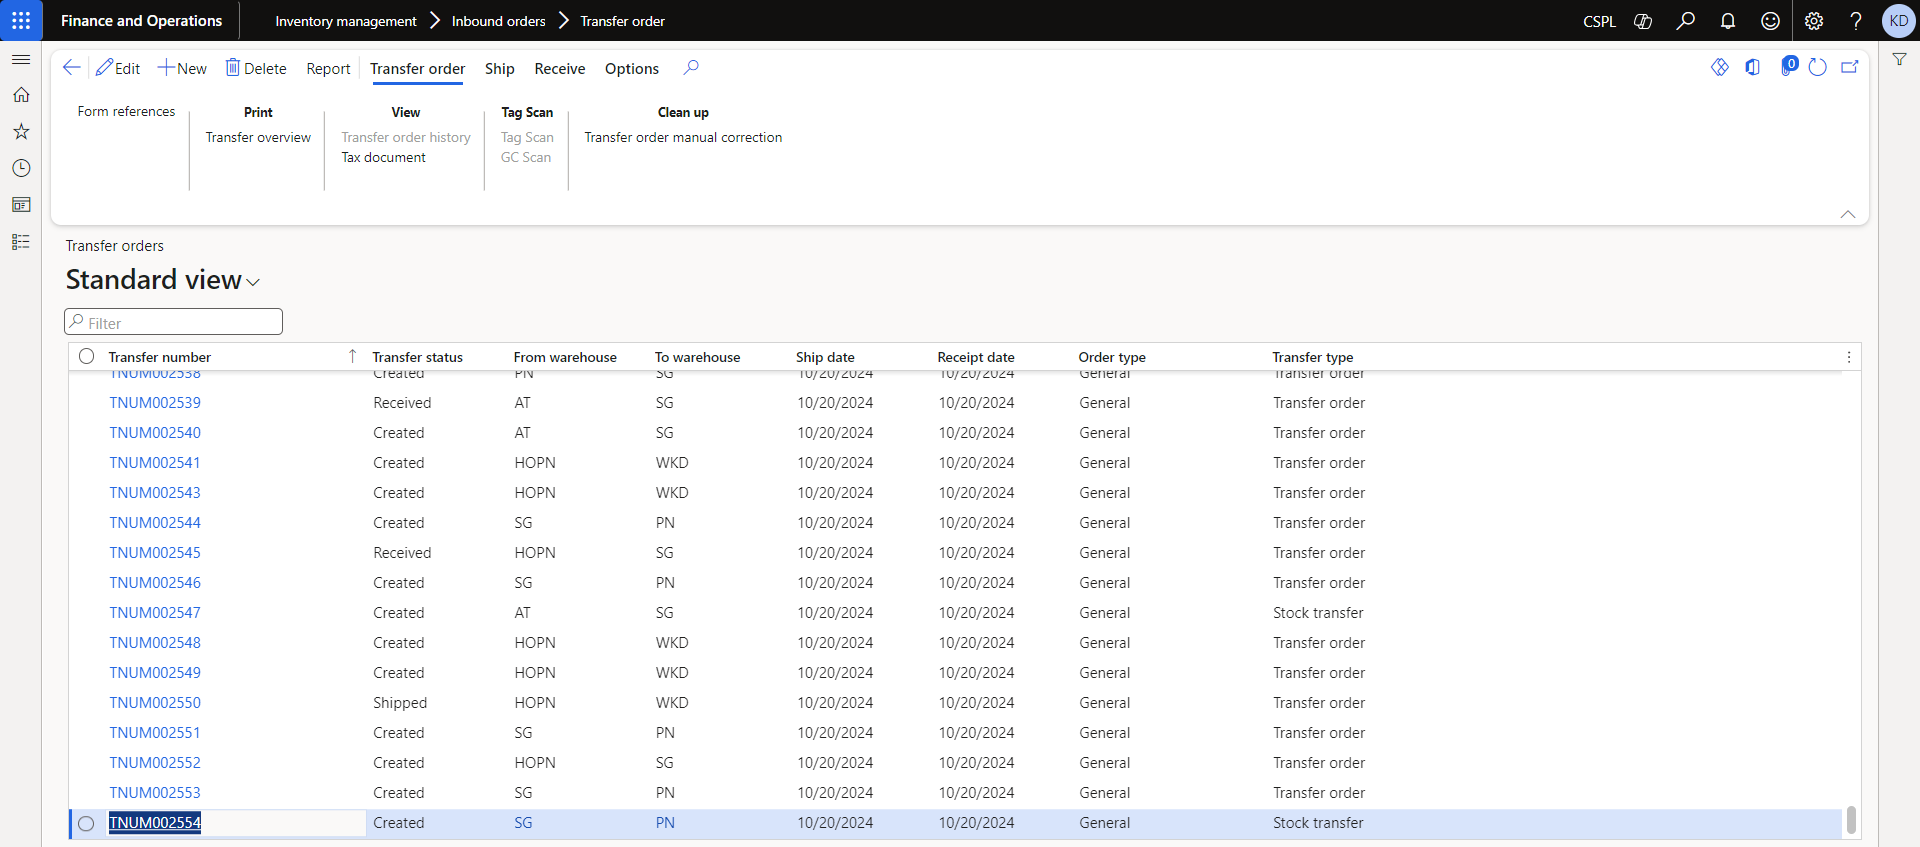 Finance and Operations Inventory management Inbound orders Transfer order CSPL KD
Edit New Delete Report Transfer order Ship Receive Options 0
Form references Print View Tag Scan Clean up
Transfer overview Transfer order history Tag Scan Transfer order manual correction
Tax document GC Scan
Transfer orders
Standard view
Filter
Transfer number Transfer status From warehouse To warehouse Ship date Receipt date Order type Transfer type
TNUM002538 Created PN SG 10/20/2024 10/20/2024 General Transfer order
TNUM002539 Received AT SG 10/20/2024 10/20/2024 General Transfer order
TNUM002540 Created AT SG 10/20/2024 10/20/2024 General Transfer order
TNUM002541 Created HOPN WKD 10/20/2024 10/20/2024 General Transfer order
TNUM002543 Created HOPN WKD 10/20/2024 10/20/2024 General Transfer order
TNUM002544 Created SG PN 10/20/2024 10/20/2024 General Transfer order
TNUM002545 Received HOPN SG 10/20/2024 10/20/2024 General Transfer order
TNUM002546 Created SG PN 10/20/2024 10/20/2024 General Transfer order
TNUM002547 Created AT SG 10/20/2024 10/20/2024 General Stock transfer
TNUM002548 Created HOPN WKD 10/20/2024 10/20/2024 General Transfer order
TNUM002549 Created HOPN WKD 10/20/2024 10/20/2024 General Transfer order
TNUM002550 Shipped HOPN WKD 10/20/2024 10/20/2024 General Transfer order
TNUM002551 Created SG PN 10/20/2024 10/20/2024 General Transfer order
TNUM002552 Created HOPN SG 10/20/2024 10/20/2024 General Transfer order
TNUM002553 Created SG PN 10/20/2024 10/20/2024 General Transfer order
TNUM002554 Created SG PN 10/20/2024 10/20/2024 General Stock transfer